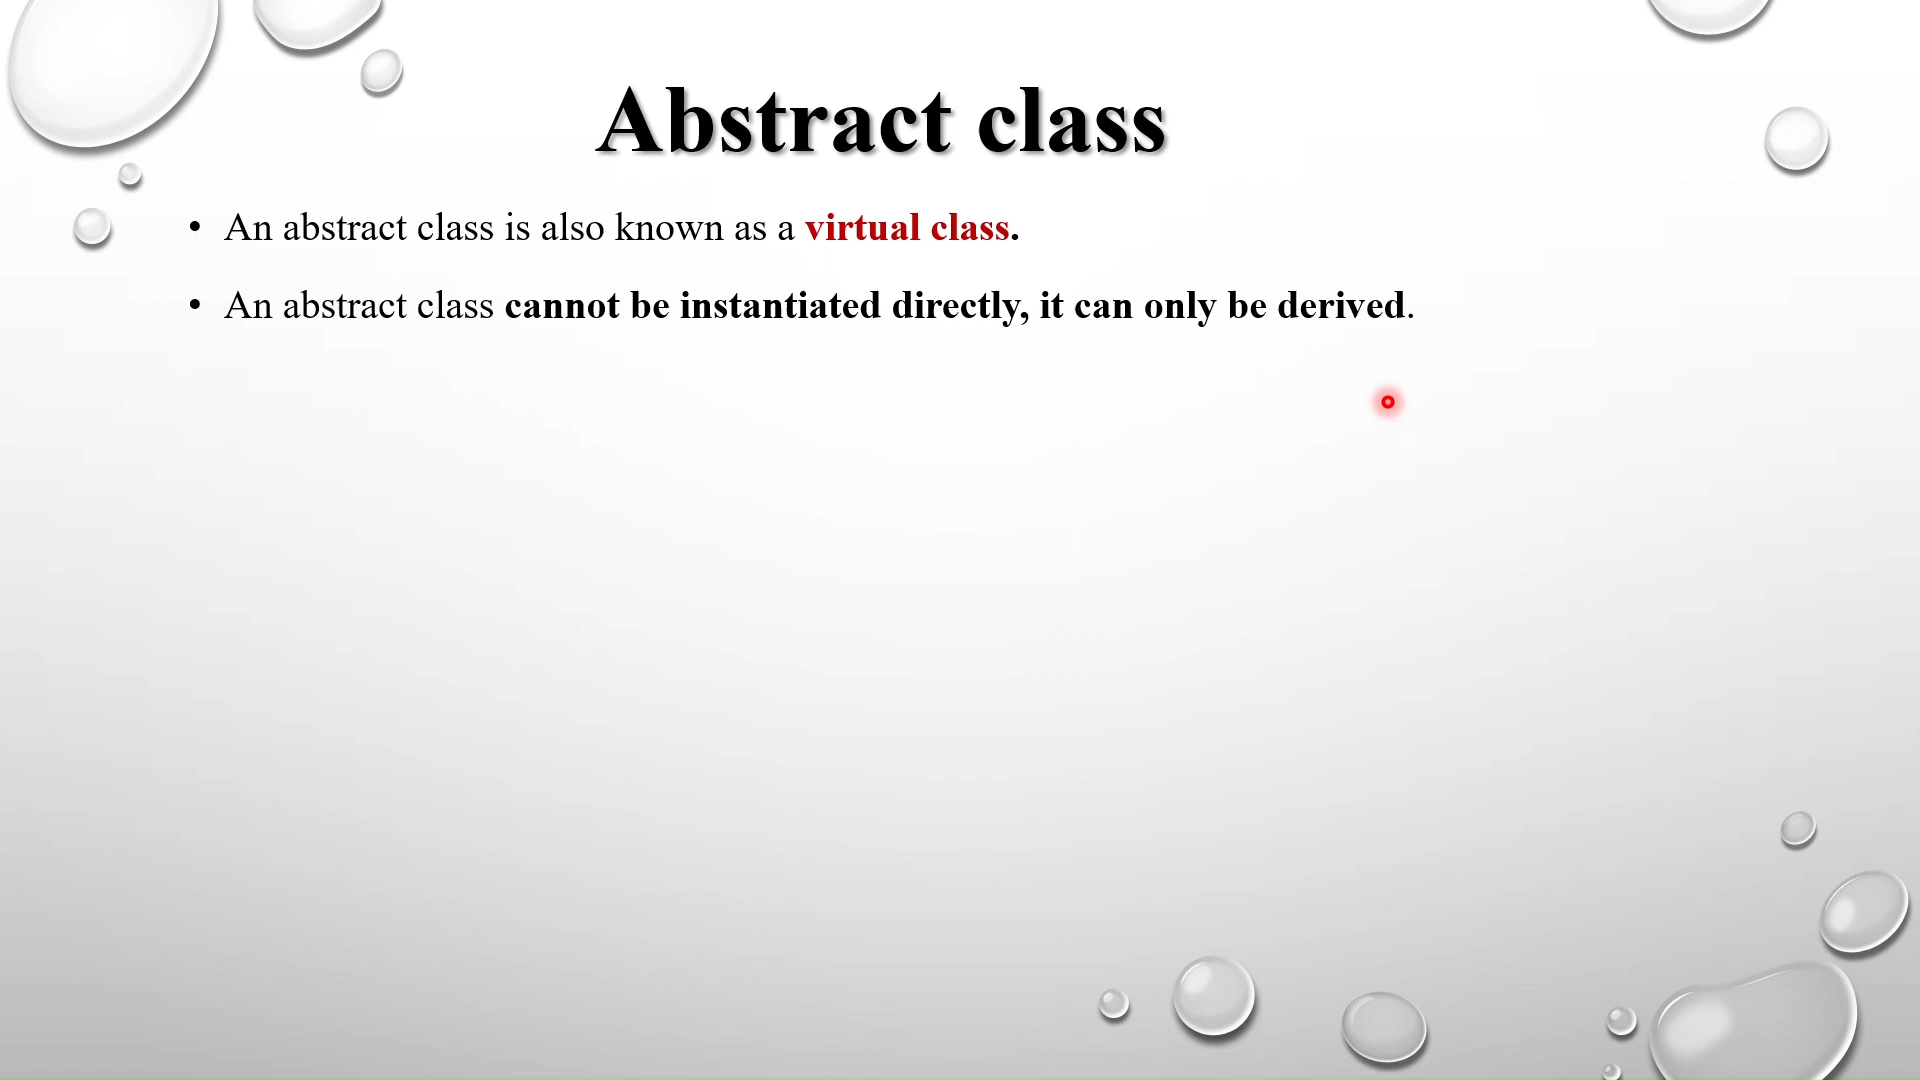 Abstract class
• An abstract class is also known as a virtual class.
• An abstract class cannot be instantiated directly, it can only be derived.